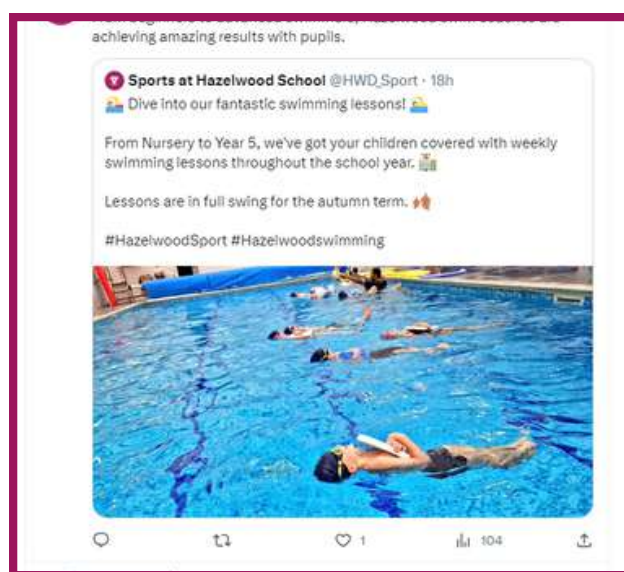 achieving amazing results with pupils.
Sports at Hazelwood School @HWD_Sport · 18h
Dive into our fantastic swimming lessons!
From Nursery to Year 5, we've got your children covered with weekly
swimming lessons throughout the school year.
Lessons are in full swing for the autumn term.
#HazelwoodSport #Hazelwoodswimming
1
104